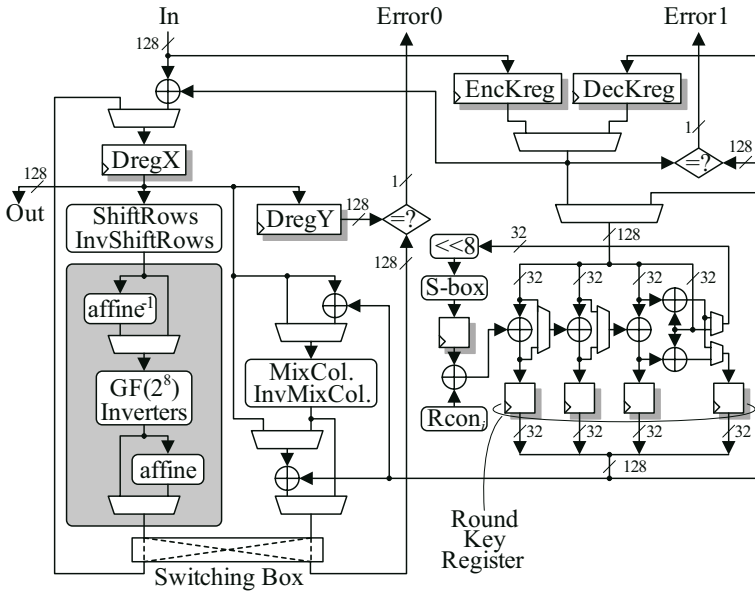 In
Error0
Error1
128
EncKreg
DecKreg
1
1
DregX
=?
128
128
Out
ShiftRows
InvShiftRows
DregY
128
=?
128
<<8
32
128
S-box
32
32
32
32
affine-1
MixCol.
InvMixCol.
GF(2⁸)
Inverters
Rconi
32
32
32
32
affine
128
Round
Key
Register
Switching Box